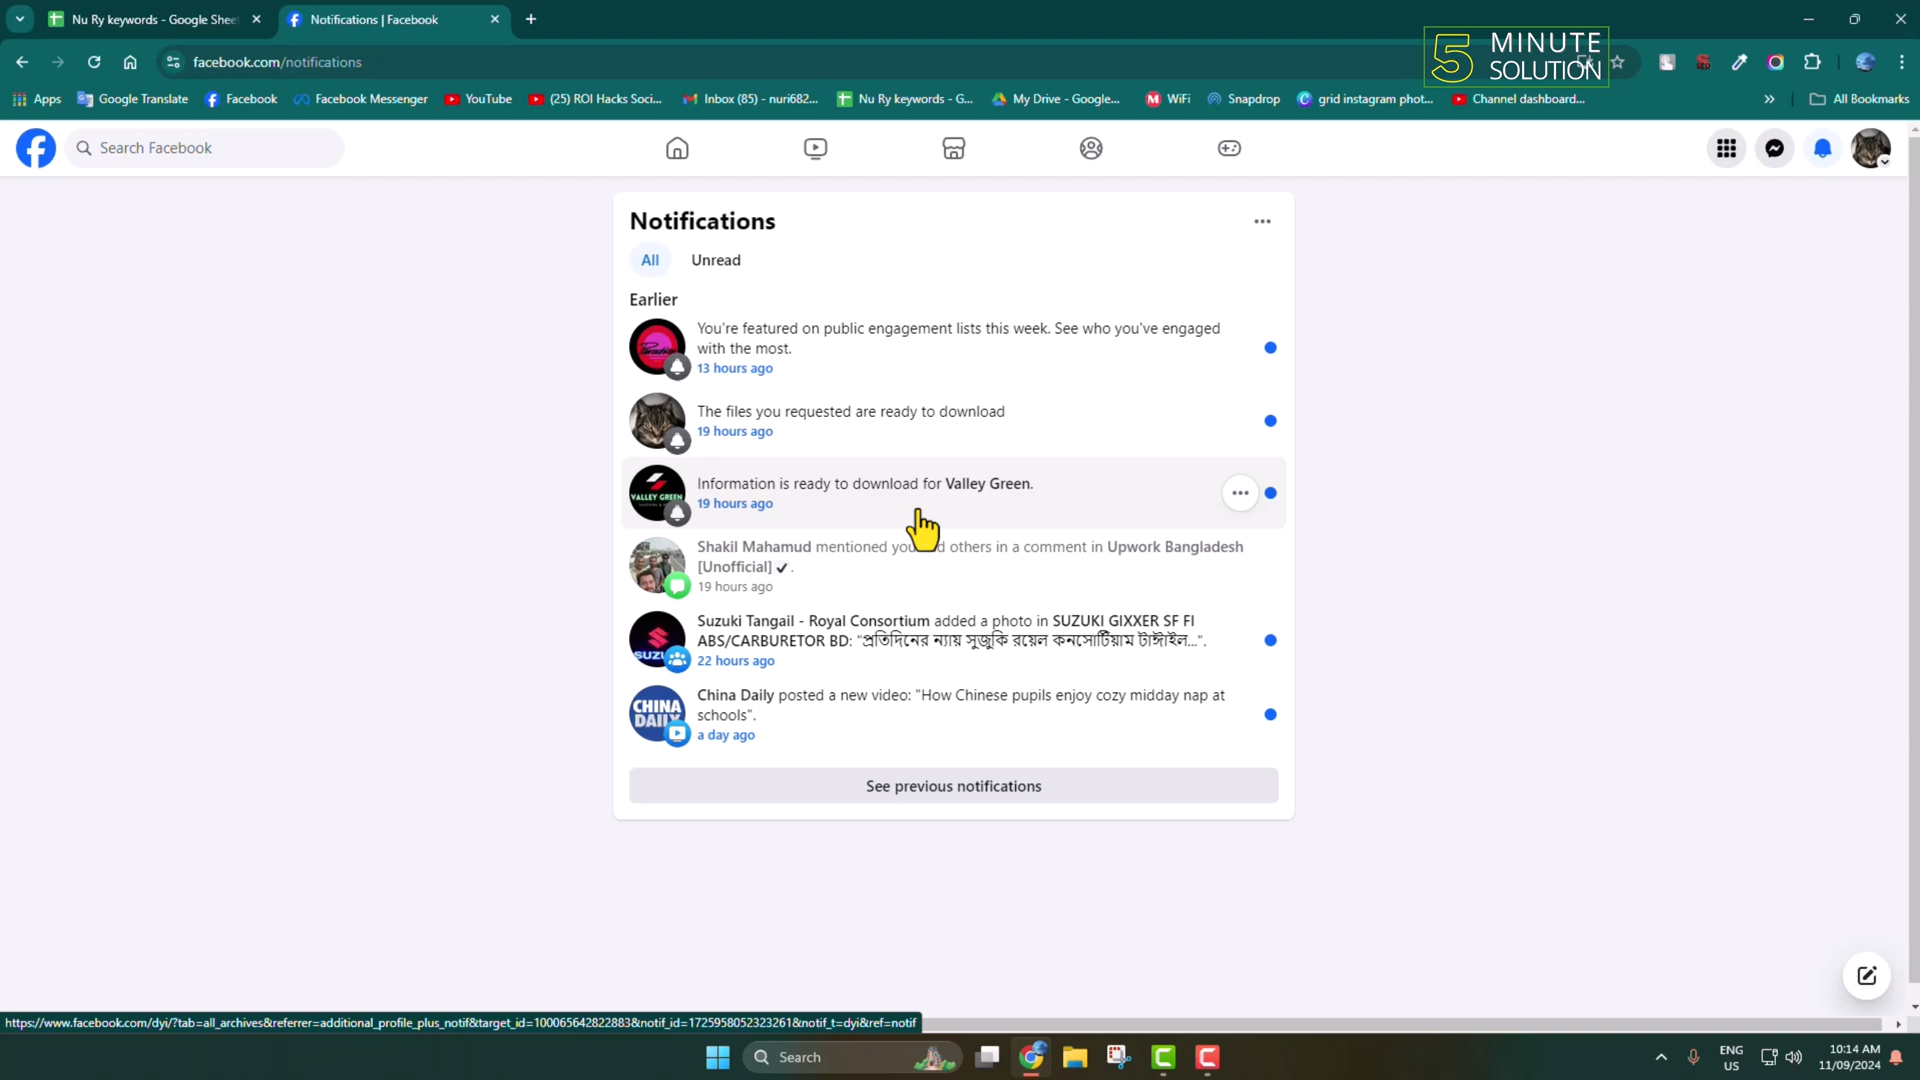 Nu Ry keywords - Google Shee
Notifications | Facebook
5 MINUTE
SOLUTION
facebook.com/notifications
Apps
Google Translate
Facebook
Facebook Messenger
YouTube
(25) ROI Hacks Soci...
Inbox (85) - nuri682...
Nu Ry keywords - G...
My Drive - Google...
WiFi
Snapdrop
grid instagram phot...
Channel dashboard...
All Bookmarks
Search Facebook
Notifications
All
Unread
Earlier
You're featured on public engagement lists this week. See who you've engaged
with the most.
13 hours ago
The files you requested are ready to download
19 hours ago
VALLEY GREEN
Information is ready to download for Valley Green.
19 hours ago
Shakil Mahamud mentioned you d others in a comment in Upwork Bangladesh
[Unofficial] ✔.
19 hours ago
SUZU
Suzuki Tangail - Royal Consortium added a photo in SUZUKI GIXXER SF FI
ABS/CARBURETOR BD: "প্রতিদিনের ন্যায় সুজুকি রয়েল কনসোর্টিয়াম টাঙ্গাইল...".
22 hours ago
CHINA
DAILY
China Daily posted a new video: "How Chinese pupils enjoy cozy midday nap at
schools".
a day ago
See previous notifications
https://www.facebook.com/dyi/?tab=all_archives&referrer=additional_profile_plus_notif&target_id=100065642822883&notif_id=1725958052323261&notif_t=dyi&ref=notif
Search
ENG
US
10:14 AM
11/09/2024